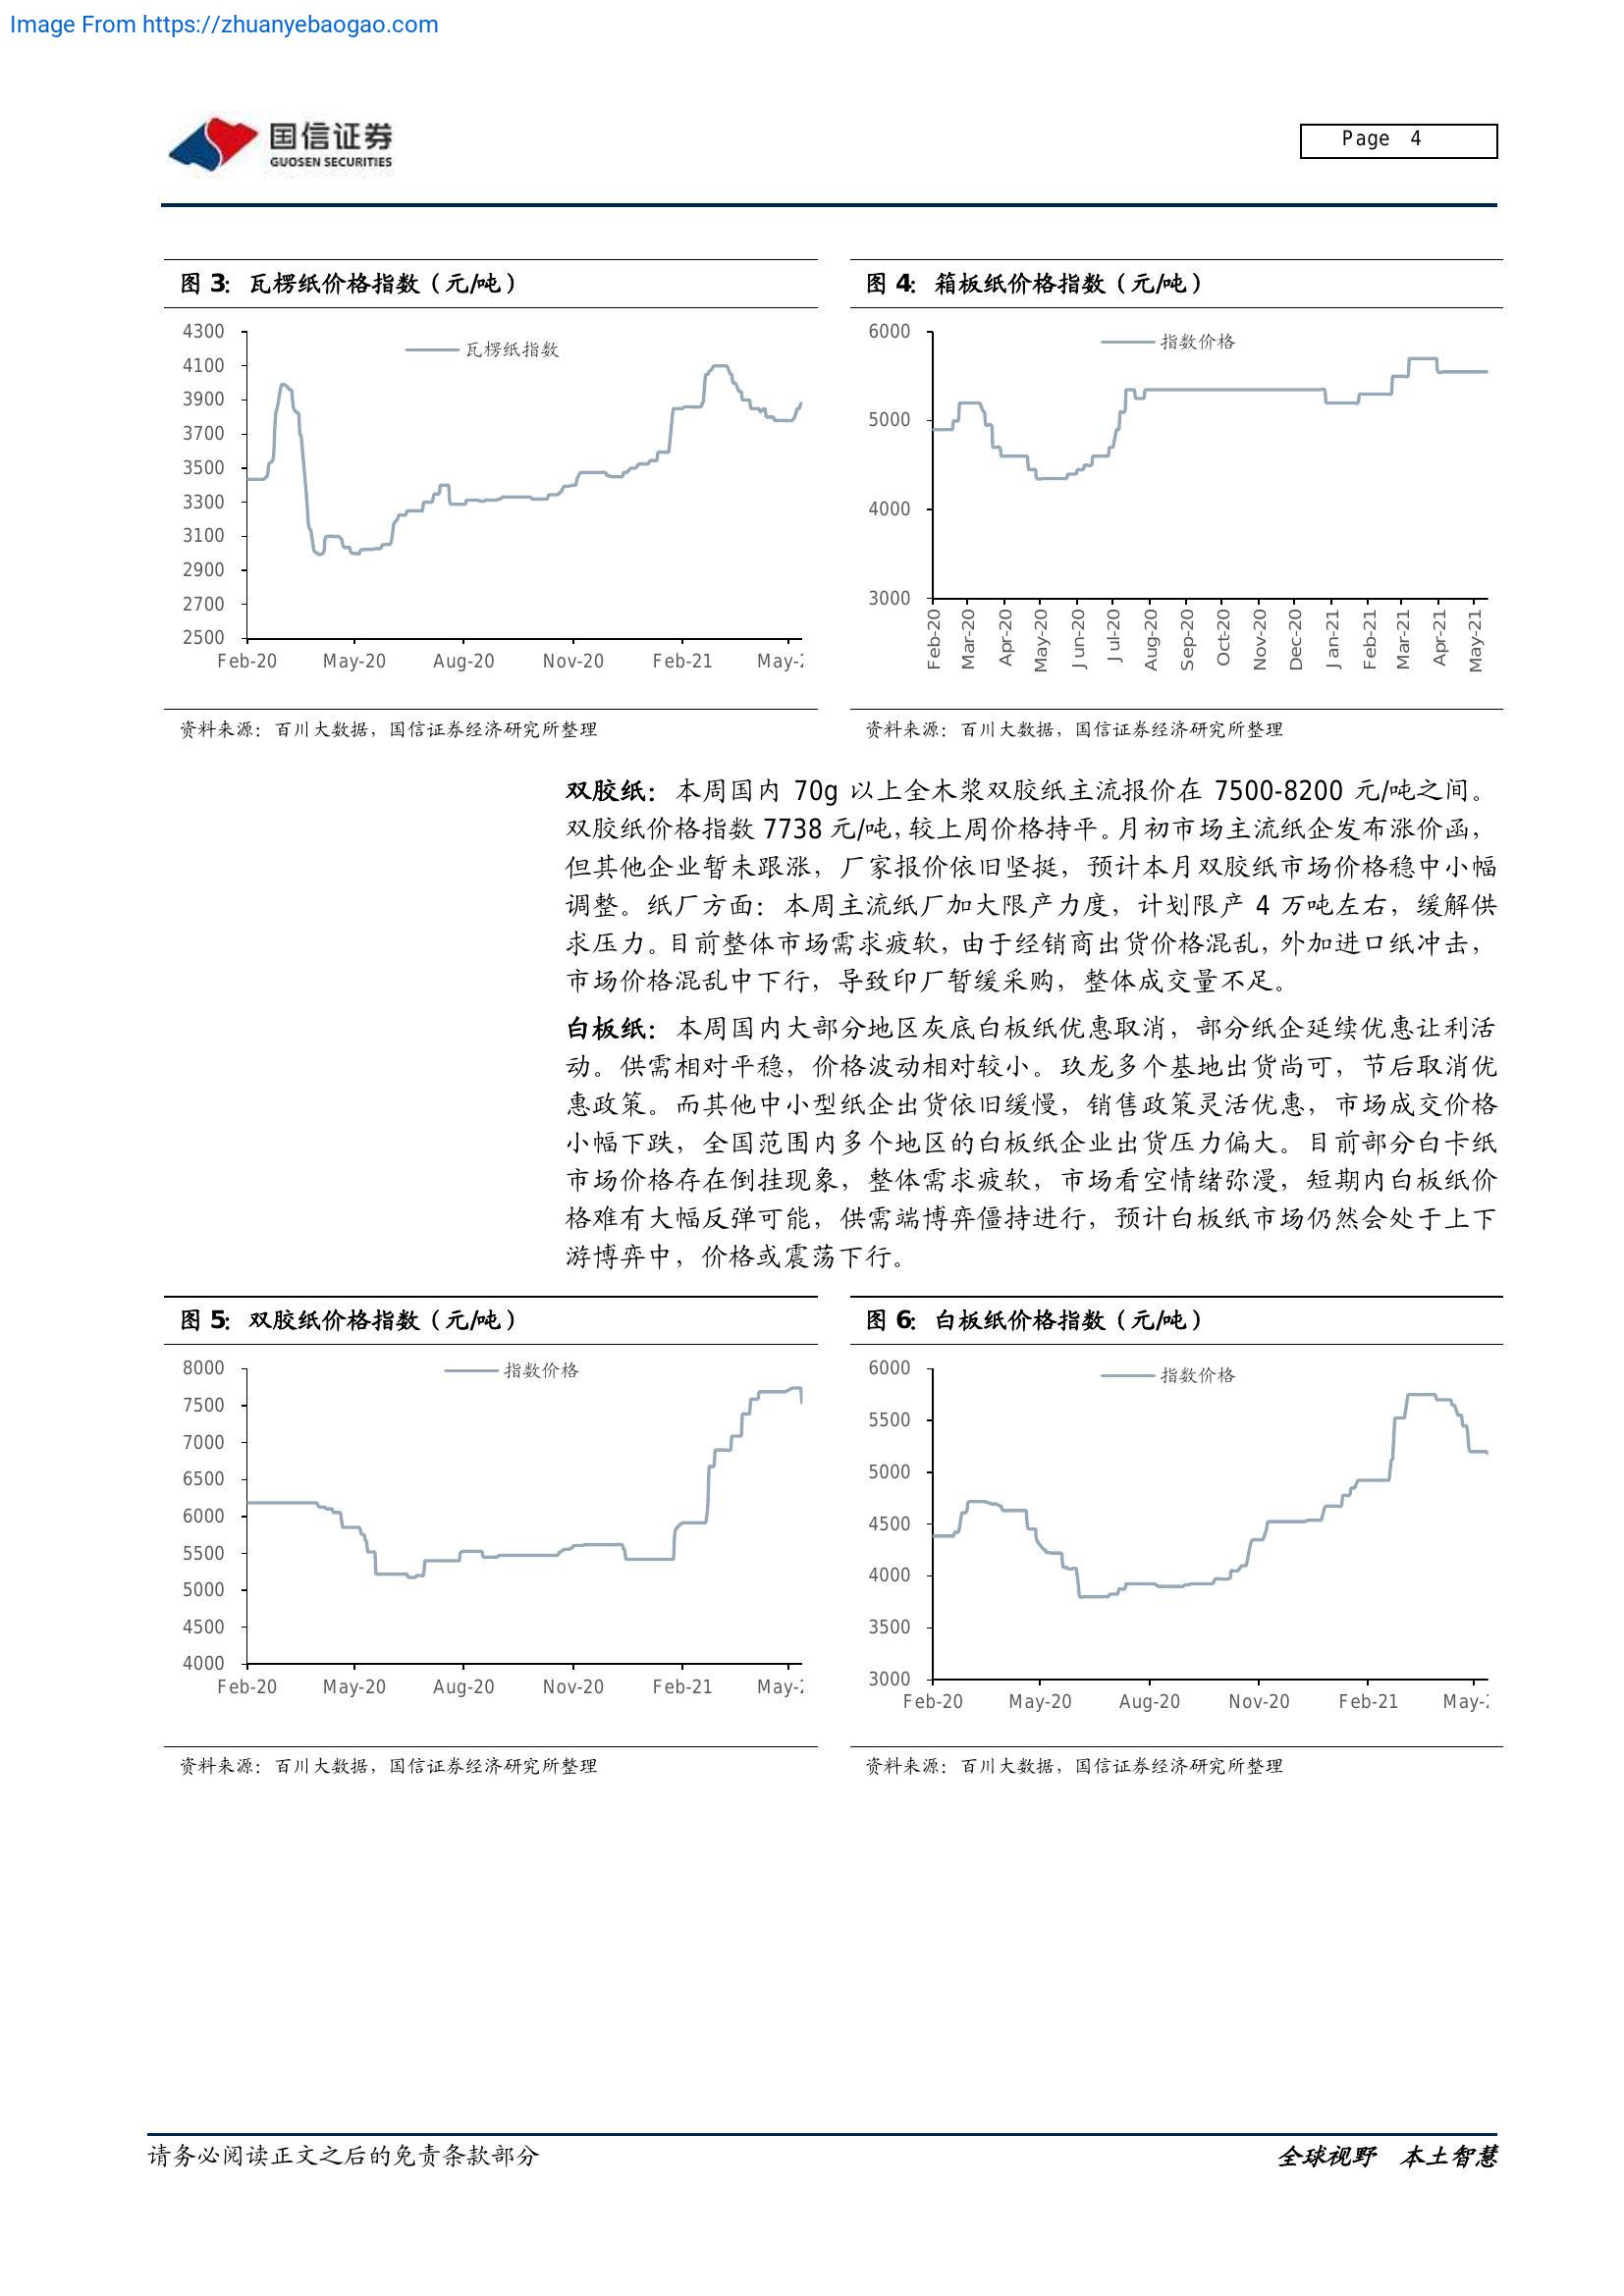 Image From https://zhuanyebaogao.com
国信证券
GUOSEN SECURITIES
Page 4
图 3：瓦楞纸价格指数（元/吨）
4300
4100
3900
3700
3500
3300
3100
2900
2700
2500
瓦楞纸指数
Feb-20 May-20 Aug-20 Nov-20 Feb-21 May-2
资料来源：百川大数据，国信证券经济研究所整理
图 4：箱板纸价格指数（元/吨）
6000
5000
4000
3000
指数价格
Feb-20 Mar-20 Apr-20 May-20 Jun-20 Jul-20 Aug-20 Sep-20 Oct-20 Nov-20 Dec-20 Jan-21 Feb-21 Mar-21 Apr-21 May-21
资料来源：百川大数据，国信证券经济研究所整理
双胶纸：本周国内 70g 以上全木浆双胶纸主流报价在 7500-8200 元/吨之间。
双胶纸价格指数 7738 元/吨，较上周价格持平。月初市场主流纸企发布涨价函，
但其他企业暂未跟涨，厂家报价依旧坚挺，预计本月双胶纸市场价格稳中小幅
调整。纸厂方面：本周主流纸厂加大限产力度，计划限产 4 万吨左右，缓解供
求压力。目前整体市场需求疲软，由于经销商出货价格混乱，外加进口纸冲击，
市场价格混乱中下行，导致印厂暂缓采购，整体成交量不足。
白板纸：本周国内大部分地区灰底白板纸优惠取消，部分纸企延续优惠让利活
动。供需相对平稳，价格波动相对较小。玖龙多个基地出货尚可，节后取消优
惠政策。而其他中小型纸企出货依旧缓慢，销售政策灵活优惠，市场成交价格
小幅下跌，全国范围内多个地区的白板纸企业出货压力偏大。目前部分白卡纸
市场价格存在倒挂现象，整体需求疲软，市场看空情绪弥漫，短期内白板纸价
格难有大幅反弹可能，供需端博弈僵持进行，预计白板纸市场仍然会处于上下
游博弈中，价格或震荡下行。
图 5：双胶纸价格指数（元/吨）
8000
7500
7000
6500
6000
5500
5000
4500
4000
指数价格
Feb-20 May-20 Aug-20 Nov-20 Feb-21 May-2
资料来源：百川大数据，国信证券经济研究所整理
图 6：白板纸价格指数（元/吨）
6000
5500
5000
4500
4000
3500
3000
指数价格
Feb-20 May-20 Aug-20 Nov-20 Feb-21 May-2
资料来源：百川大数据，国信证券经济研究所整理
请务必阅读正文之后的免责条款部分
全球视野 本土智慧